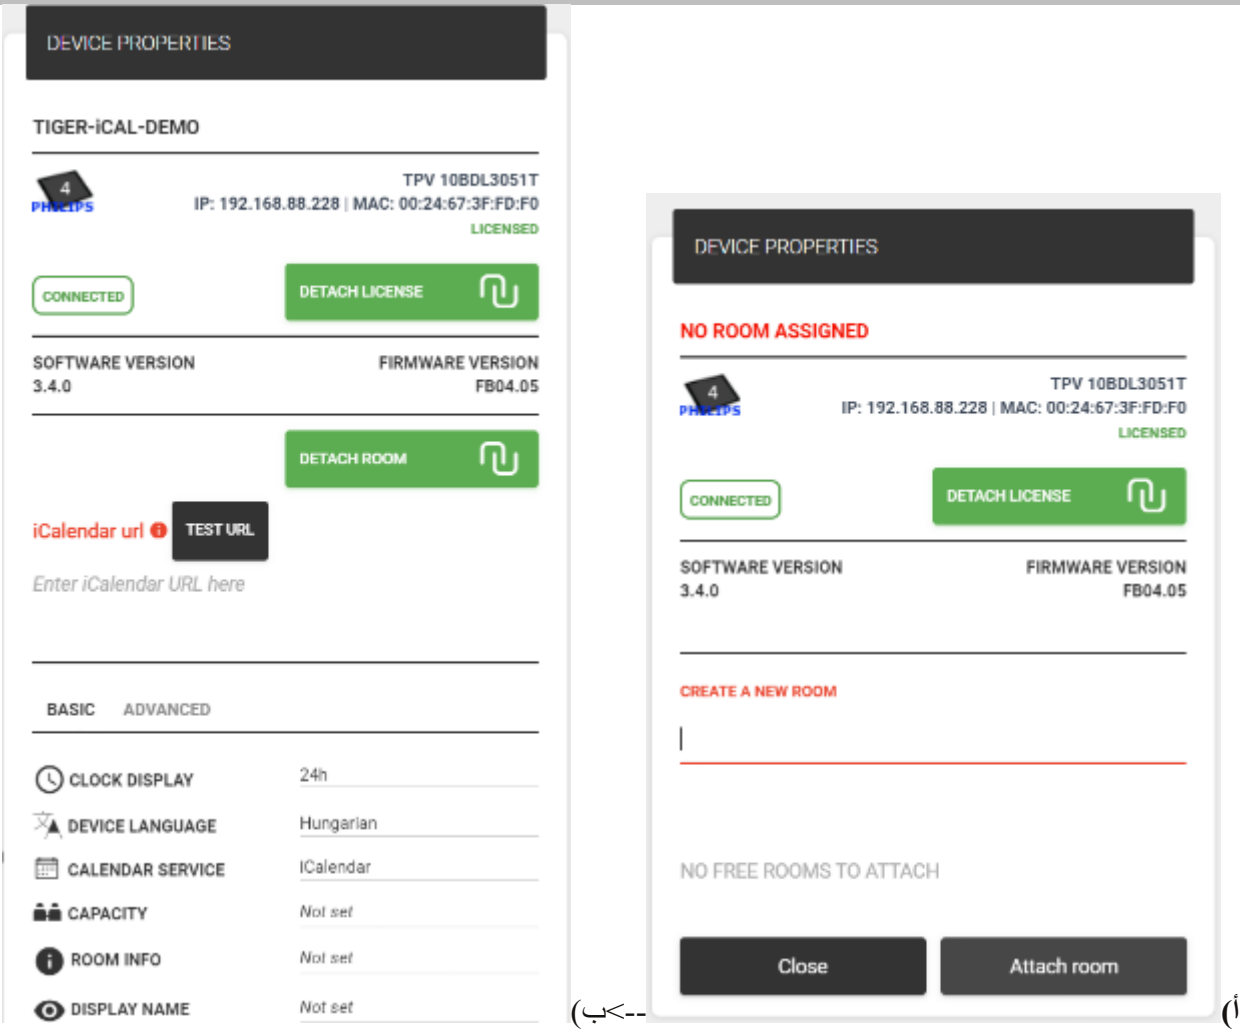 DEVICE PROPERTIES
TIGER-iCAL-DEMO
4
PHILIPS
TPV 10BDL3051T
IP: 192.168.88.228 | MAC: 00:24:67:3F:FD:F0
LICENSED
CONNECTED
DETACH LICENSE
SOFTWARE VERSION
FIRMWARE VERSION
3.4.0
FB04.05
DETACH ROOM
iCalendar url
TEST URL
Enter iCalendar URL here
BASIC ADVANCED
CLOCK DISPLAY 24h
DEVICE LANGUAGE Hungarian
CALENDAR SERVICE ICalendar
CAPACITY Not set
ROOM INFO Not set
DISPLAY NAME Not set
DEVICE PROPERTIES
NO ROOM ASSIGNED
4
PHILIPS
TPV 10BDL3051T
IP: 192.168.88.228 | MAC: 00:24:67:3F:FD:F0
LICENSED
CONNECTED
DETACH LICENSE
SOFTWARE VERSION
FIRMWARE VERSION
3.4.0
FB04.05
CREATE A NEW ROOM
NO FREE ROOMS TO ATTACH
Close
Attach room
أ)
-->ب)